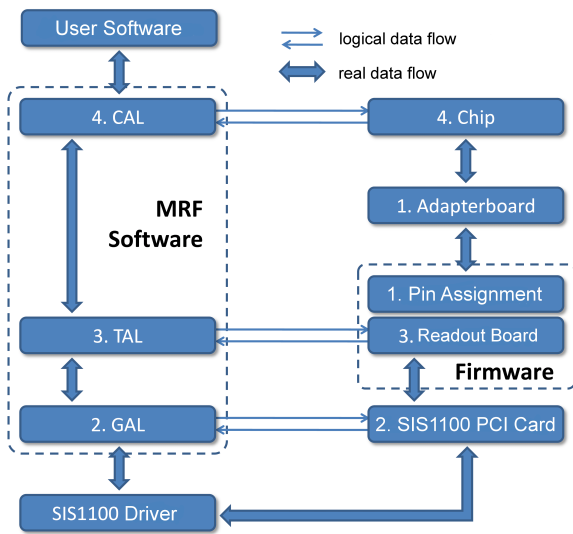 User Software
logical data flow
real data flow
4. CAL
4. Chip
MRF
Software
1. Adapterboard
1. Pin Assignment
3. TAL
3. Readout Board
Firmware
2. GAL
2. SIS1100 PCI Card
SIS1100 Driver